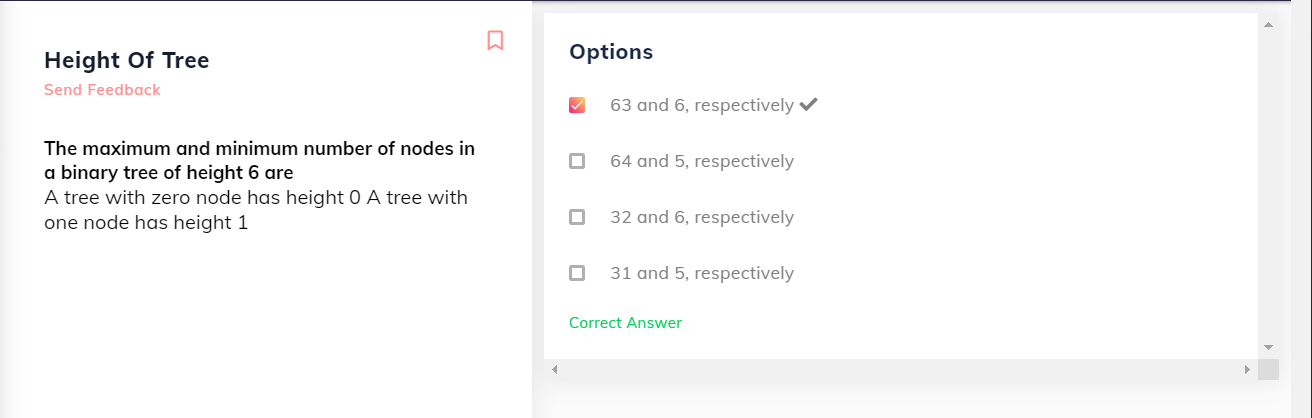 Height Of Tree
Send Feedback
The maximum and minimum number of nodes in
a binary tree of height 6 are
A tree with zero node has height 0 A tree with
one node has height 1
Options
63 and 6, respectively
64 and 5, respectively
32 and 6, respectively
31 and 5, respectively
Correct Answer